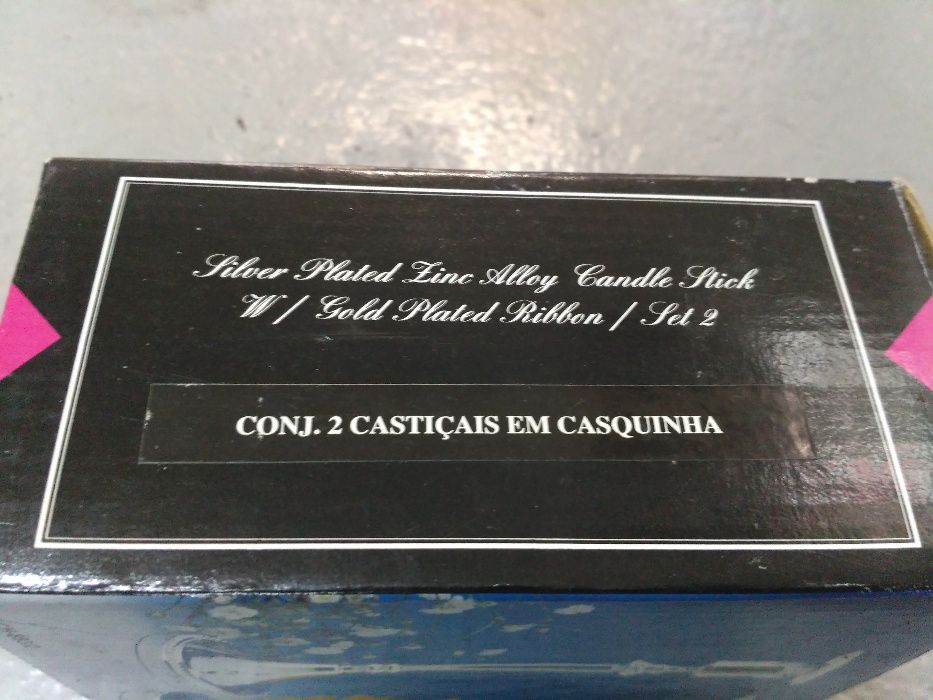 Silver Plated Zinc Alloy Candle Stick
W/ Gold Plated Ribbon / Set 2
CONJ. 2 CASTIÇAIS EM CASQUINHA